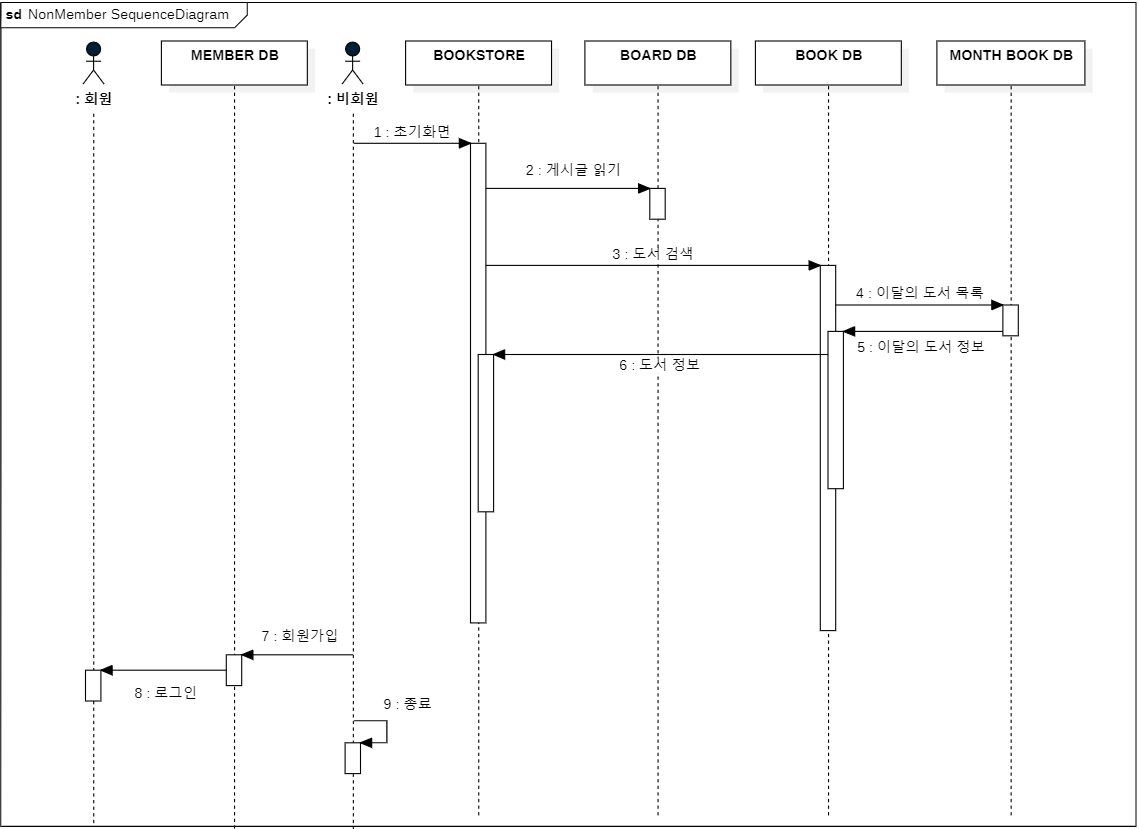 sd NonMember SequenceDiagram
: 회원
MEMBER DB
: 비회원
BOOKSTORE
BOARD DB
BOOK DB
MONTH BOOK DB
1 : 초기화면
2 : 게시글 읽기
3 : 도서 검색
4 : 이달의 도서 목록
5 : 이달의 도서 정보
6 : 도서 정보
7 : 회원가입
8 : 로그인
9 : 종료